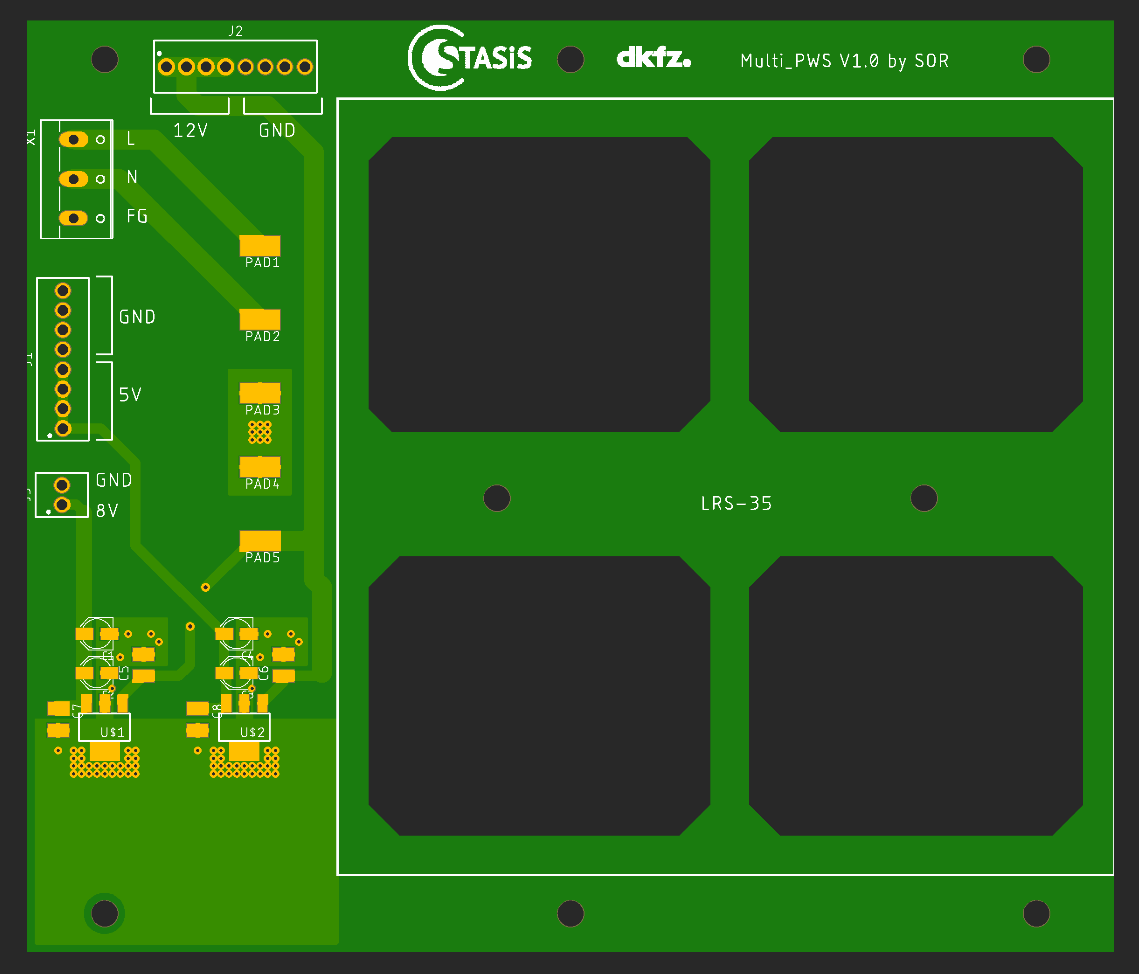 J2
STASiS
dkfz.
Multi_PWS V1.0 by SOR
12V
GND
X1
L
N
FG
PAD1
GND
PAD2
J1
5V
PAD3
PAD4
GND
8V
LRS-35
PAD5
C5
C6
C7
C8
U$1
U$2